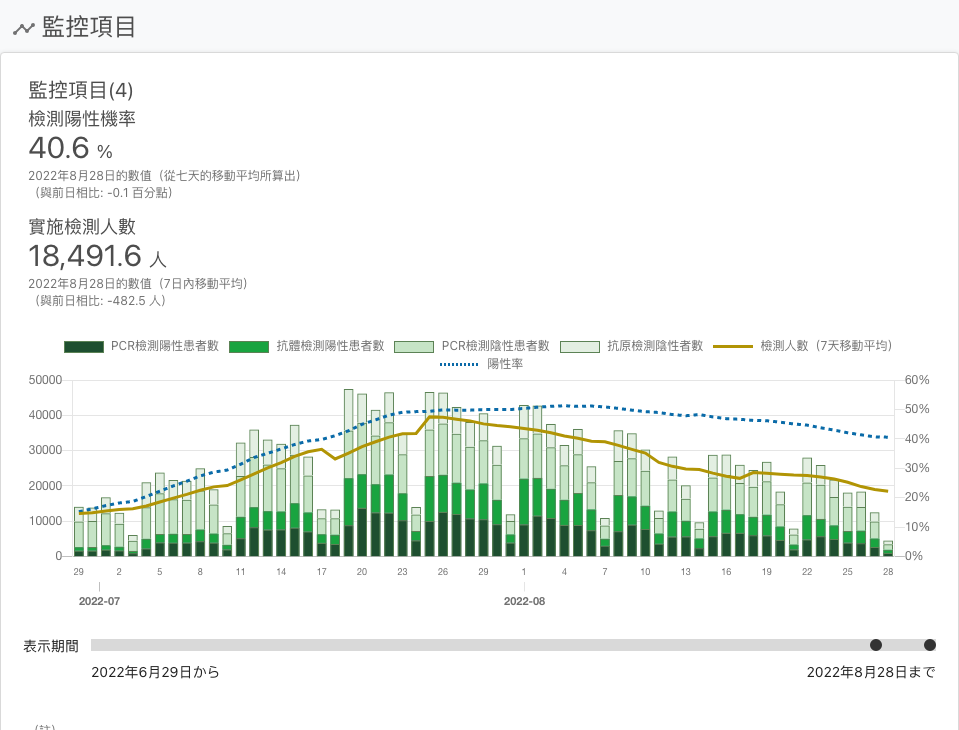 監控項目
監控項目(4)
檢測陽性機率
40.6 %
2022年8月28日的數值（從七天的移動平均所算出）
（與前日相比: -0.1 百分點）
實施檢測人數
18,491.6 人
2022年8月28日的數值（7日內移動平均）
（與前日相比: -482.5 人）
PCR檢測陽性患者數 抗體檢測陽性患者數 PCR檢測陰性患者數 抗原檢測陰性者數 檢測人數（7天移動平均）
陽性率
50000 60%
50%
40000
40%
30000
30%
20000
20%
10000
10%
0 0%
29 2 5 8 11 14 17 20 23 26 29 1 4 7 10 13 16 19 22 25 28
2022-07 2022-08
表示期間
2022年6月29日から 2022年8月28日まで
（註）